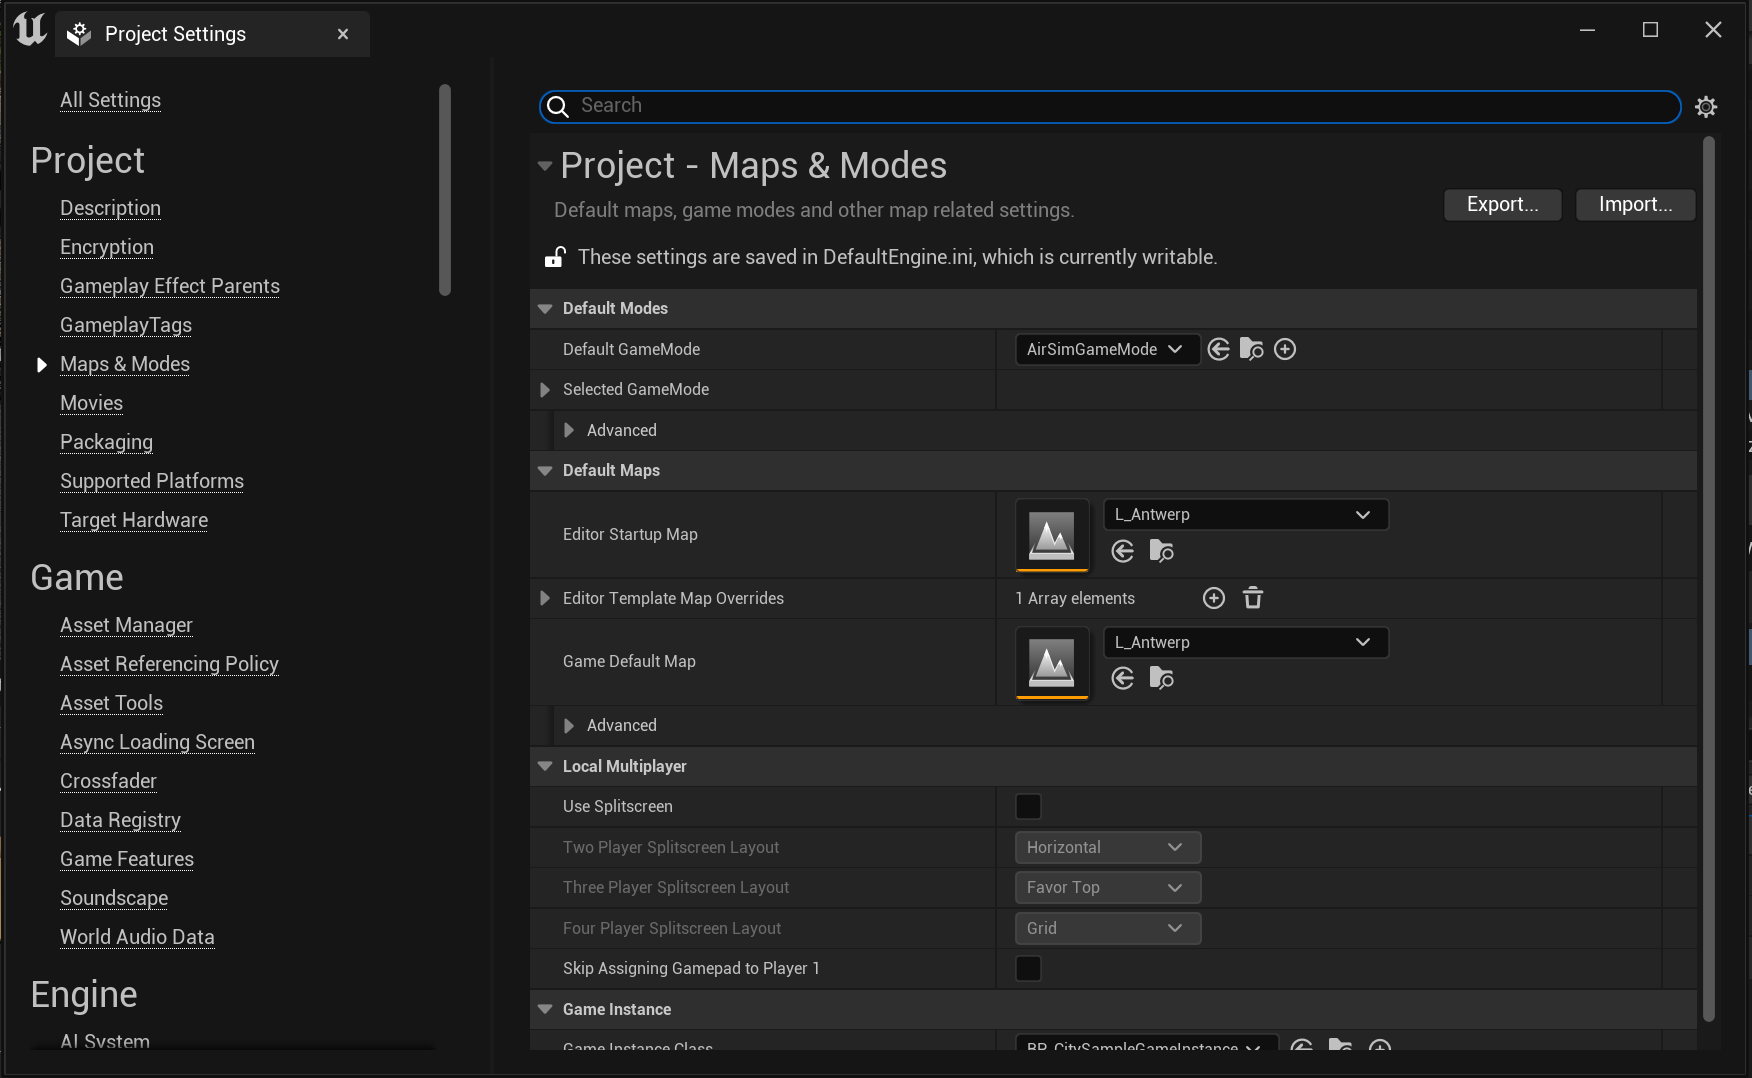 Project Settings
All Settings
Project
Description
Encryption
Gameplay Effect Parents
GameplayTags
Maps & Modes
Movies
Packaging
Supported Platforms
Target Hardware
Game
Asset Manager
Asset Referencing Policy
Asset Tools
Async Loading Screen
Crossfader
Data Registry
Game Features
Soundscape
World Audio Data
Engine
AI System
Search
Project - Maps & Modes
Default maps, game modes and other map related settings.
Export...
Import...
These settings are saved in DefaultEngine.ini, which is currently writable.
Default Modes
Default GameMode
AirSimGameMode
Selected GameMode
Advanced
Default Maps
Editor Startup Map
L_Antwerp
Editor Template Map Overrides
1 Array elements
Game Default Map
L_Antwerp
Advanced
Local Multiplayer
Use Splitscreen
Two Player Splitscreen Layout
Horizontal
Three Player Splitscreen Layout
Favor Top
Four Player Splitscreen Layout
Grid
Skip Assigning Gamepad to Player 1
Game Instance
Game Instance Class
BP_CitySampleGameInstance